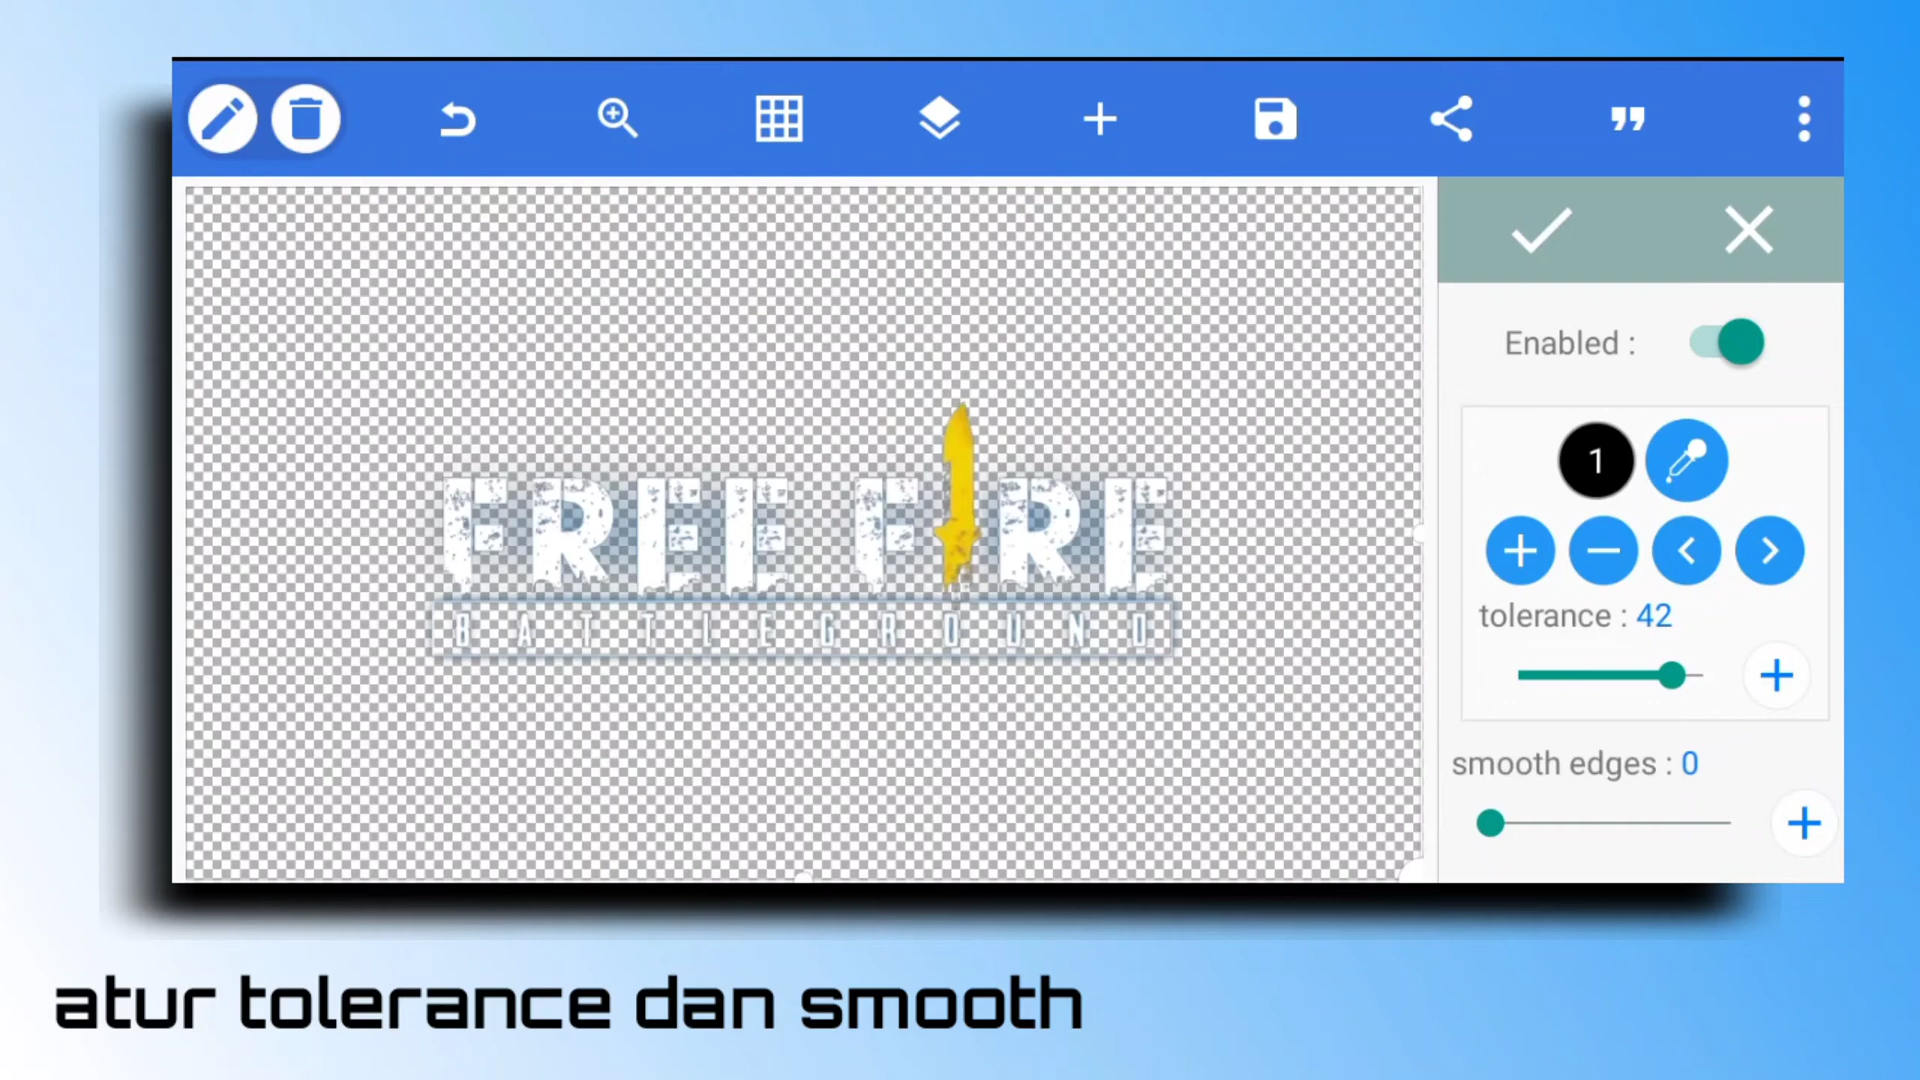 Enabled :
1
tolerance : 42
smooth edges : 0
FREE FIRE
BATTLEGROUND
atur tolerance dan smooth